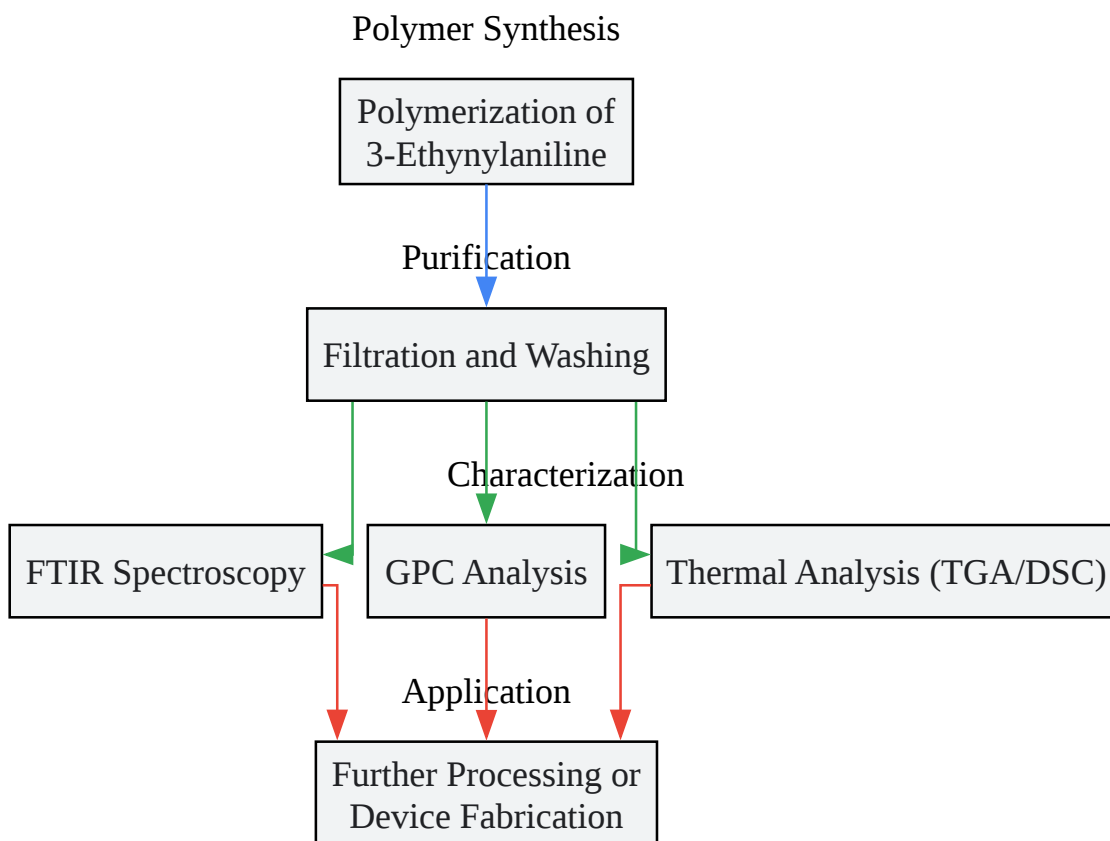 Polymer Synthesis
Polymerization of
3-Ethynylaniline
Purification
Filtration and Washing
Characterization
FTIR Spectroscopy
GPC Analysis
Thermal Analysis (TGA/DSC)
Application
Further Processing or
Device Fabrication